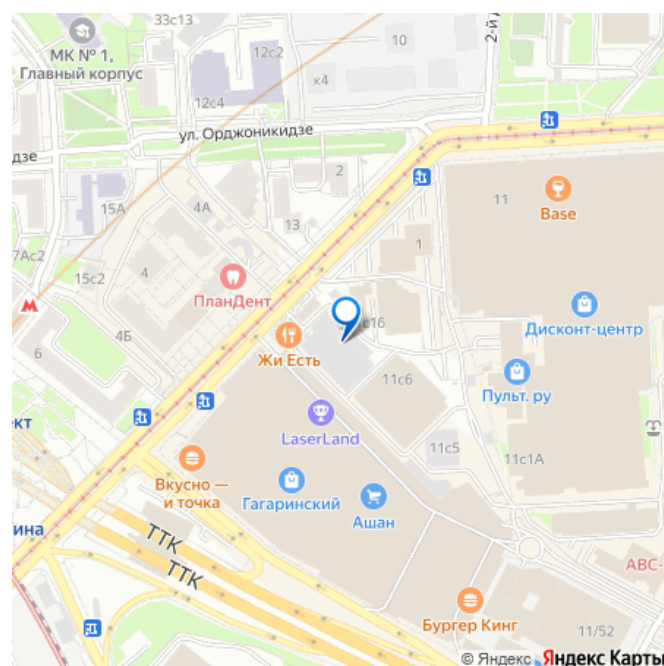 33с13
МК № 1,
Главный корпус
12с2
10
к4
2-й
12с4
ул. Орджоникидзе
дзе
2
15А
4А
13
11
Base
7Ас2
15с2
4
ПланДент
1
М
4Б
с16
Дисконт-центр
6
Жи Есть
11с6
Пульт.ру
LaserLand
11с5
кт
Вкусно —
и точка
Гагаринский
Ашан
11с1А
ина
ТТК
ТТК
АВС-
Бургер Кинг
11/52
© Яндекс
Яндекс Карты